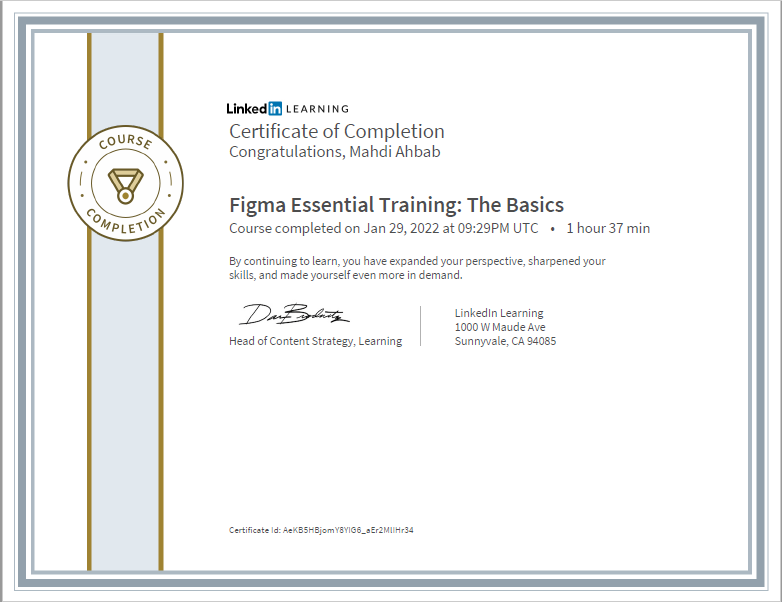 LinkedIn LEARNING
Certificate of Completion
Congratulations, Mahdi Ahbab
COURSE
COMPLETION
Figma Essential Training: The Basics
Course completed on Jan 29, 2022 at 09:29PM UTC • 1 hour 37 min
By continuing to learn, you have expanded your perspective, sharpened your
skills, and made yourself even more in demand.
Head of Content Strategy, Learning
LinkedIn Learning
1000 W Maude Ave
Sunnyvale, CA 94085
Certificate Id: